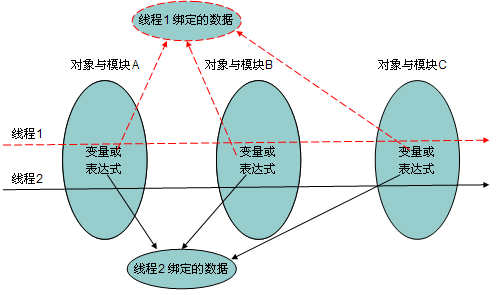 线程1 绑定的数据
对象与模块A
对象与模块B
对象与模块C
线程1
变量或
表达式
变量或
表达式
变量或
表达式
线程2
线程2 绑定的数据